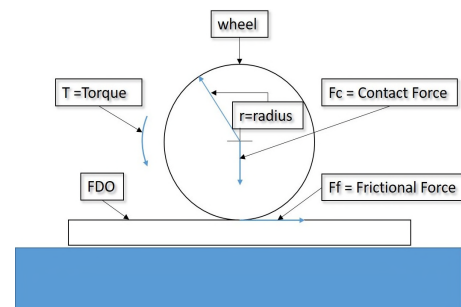 wheel
T =Torque
Fc = Contact Force
r=radius
FDO
Ff = Frictional Force